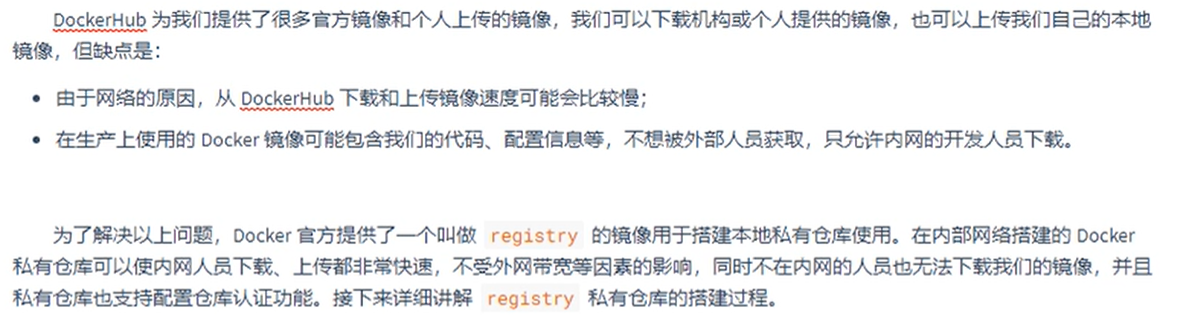 DockerHub 为我们提供了很多官方镜像和个人上传的镜像，我们可以下载机构或个人提供的镜像，也可以上传我们自己的本地
镜像，但缺点是：
• 由于网络的原因，从 DockerHub 下载和上传镜像速度可能会比较慢；
• 在生产上使用的 Docker 镜像可能包含我们的代码、配置信息等，不想被外部人员获取，只允许内网的开发人员下载。
为了解决以上问题，Docker 官方提供了一个叫做 registry 的镜像用于搭建本地私有仓库使用。在内部网络搭建的 Docker
私有仓库可以使内网人员下载、上传都非常快速，不受外网带宽等因素的影响，同时不在内网的人员也无法下载我们的镜像，并且
私有仓库也支持配置仓库认证功能。接下来详细讲解 registry 私有仓库的搭建过程。